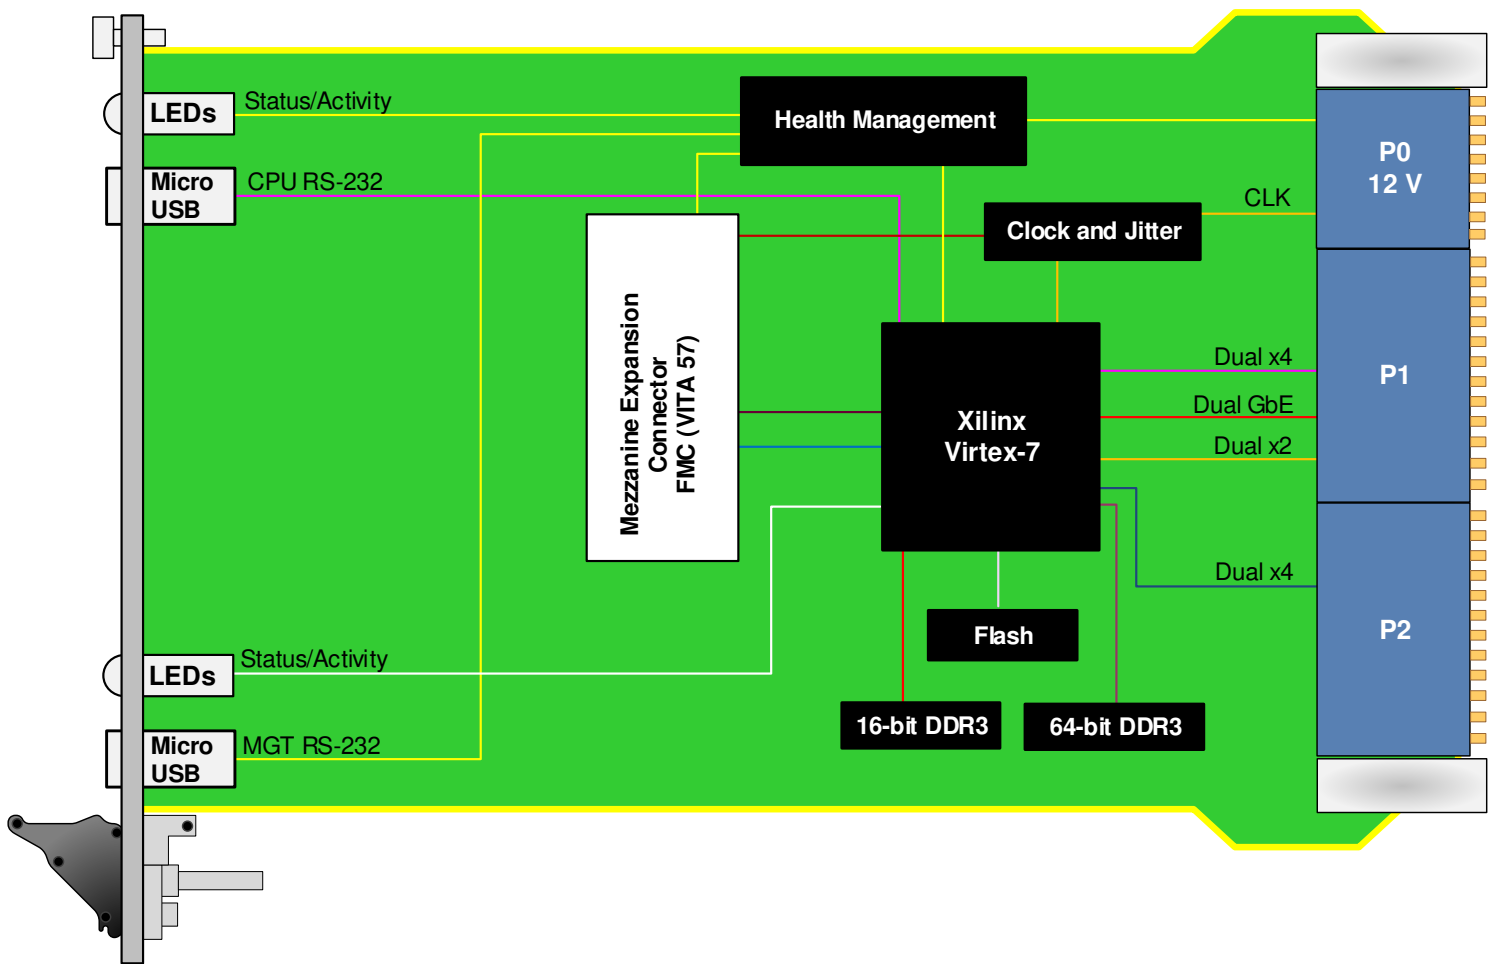 LEDs
Status/Activity
Health Management
P0
12 V
Micro
USB
CPU RS-232
CLK
Clock and Jitter
Mezzanine Expansion
Connector
FMC (VITA 57)
Xilinx
Virtex-7
Dual x4
Dual GbE
Dual x2
P1
Dual x4
P2
Flash
LEDs
Status/Activity
16-bit DDR3
64-bit DDR3
Micro
USB
MGT RS-232